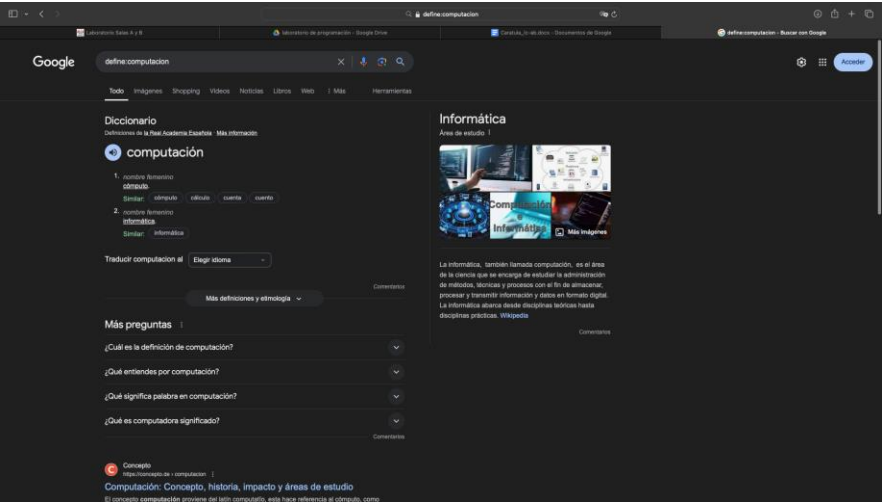 define:computacion
Laboratorio Salas A y B
laboratorio de programación - Google Drive
Caratula_lc-ab.docx - Documentos de Google
define:computacion - Buscar con Google
Google
define:computacion
Acceder
Todo Imágenes Shopping Videos Noticias Libros Web Más Herramientas
Diccionario
Definiciones de la Real Academia Española · Más información
computación
1. nombre femenino
cómputo.
Similar: cómputo cálculo cuenta cuento
2. nombre femenino
informática.
Similar: informática
Traducir computacion al Elegir idioma
Comentarios
Más definiciones y etimología
Más preguntas
¿Cuál es la definición de computación?
¿Qué entiendes por computación?
¿Qué significa palabra en computación?
¿Qué es computadora significado?
Comentarios
Concepto
https://concepto.de › computacion
Computación: Concepto, historia, impacto y áreas de estudio
El concepto computación proviene del latín computatio, esta hace referencia al cómputo, como
Informática
Área de estudio
Computación
e
Informática
Más imágenes
La informática, también llamada computación, es el área
de la ciencia que se encarga de estudiar la administración
de métodos, técnicas y procesos con el fin de almacenar,
procesar y transmitir información y datos en formato digital.
La informática abarca desde disciplinas teóricas hasta
disciplinas prácticas. Wikipedia
Comentarios